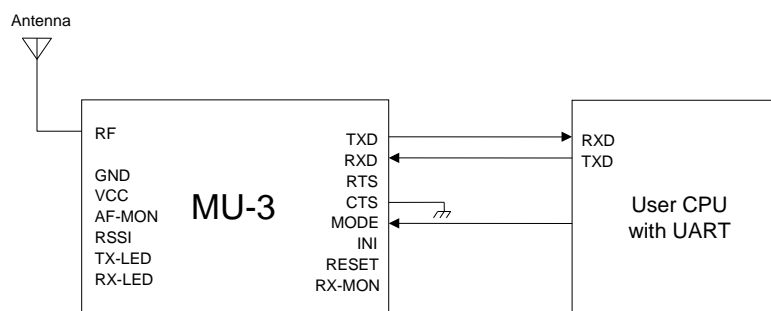 Antenna
RF
GND
VCC
AF-MON
RSSI
TX-LED
RX-LED
MU-3
TXD
RXD
RTS
CTS
MODE
INI
RESET
RX-MON
RXD
TXD
User CPU
with UART